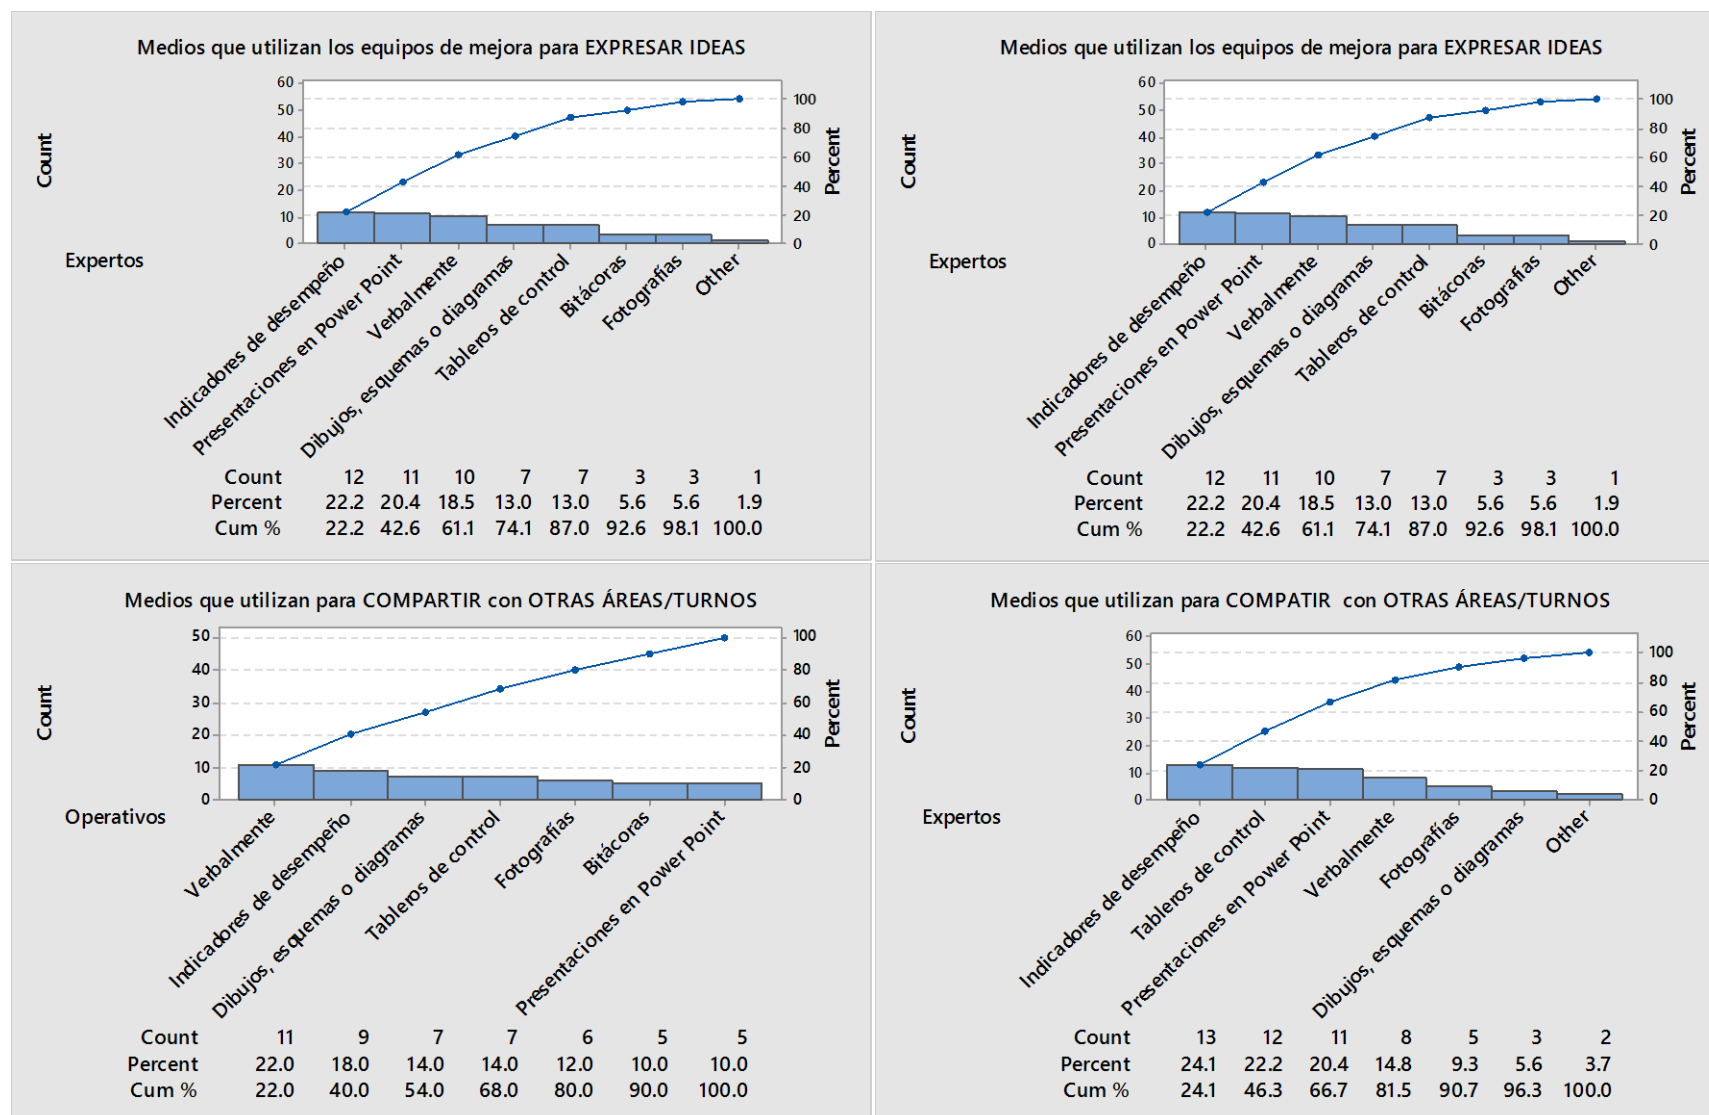 Medios que utilizan los equipos de mejora para EXPRESAR IDEAS
60
50
40
30
20
10
0
100
80
60
40
20
0
Count
Percent
Expertos
Indicadores de desempeño
Presentaciones en Power Point
Verbalmente
Dibujos, esquemas o diagramas
Tableros de control
Bitácoras
Fotografías
Other
Count 12 11 10 7 7 3 3 1
Percent 22.2 20.4 18.5 13.0 13.0 5.6 5.6 1.9
Cum % 22.2 42.6 61.1 74.1 87.0 92.6 98.1 100.0
Medios que utilizan los equipos de mejora para EXPRESAR IDEAS
60
50
40
30
20
10
0
100
80
60
40
20
0
Count
Percent
Expertos
Indicadores de desempeño
Presentaciones en Power Point
Verbalmente
Dibujos, esquemas o diagramas
Tableros de control
Bitácoras
Fotografías
Other
Count 12 11 10 7 7 3 3 1
Percent 22.2 20.4 18.5 13.0 13.0 5.6 5.6 1.9
Cum % 22.2 42.6 61.1 74.1 87.0 92.6 98.1 100.0
Medios que utilizan para COMPARTIR con OTRAS ÁREAS/TURNOS
50
40
30
20
10
0
100
80
60
40
20
0
Count
Percent
Operativos
Verbalmente
Indicadores de desempeño
Dibujos, esquemas o diagramas
Tableros de control
Fotografías
Bitácoras
Presentaciones en Power Point
Count 11 9 7 7 6 5 5
Percent 22.0 18.0 14.0 14.0 12.0 10.0 10.0
Cum % 22.0 40.0 54.0 68.0 80.0 90.0 100.0
Medios que utilizan para COMPATIR con OTRAS ÁREAS/TURNOS
60
50
40
30
20
10
0
100
80
60
40
20
0
Count
Percent
Expertos
Indicadores de desempeño
Tableros de control
Presentaciones en Power Point
Verbalmente
Fotografías
Dibujos, esquemas o diagramas
Other
Count 13 12 11 8 5 3 2
Percent 24.1 22.2 20.4 14.8 9.3 5.6 3.7
Cum % 24.1 46.3 66.7 81.5 90.7 96.3 100.0